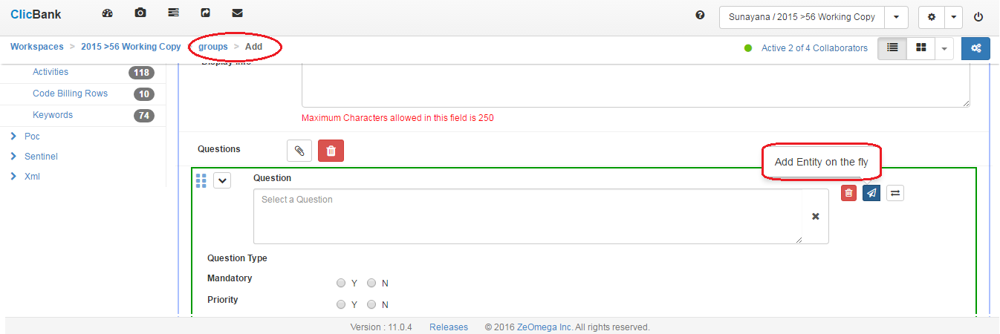 ClicBank
Sunayana / 2015 >56 Working Copy
Workspaces > 2015 >56 Working Copy groups > Add
Active 2 of 4 Collaborators
Activities 118
Code Billing Rows 10
Keywords 74
Poc
Sentinel
Xml
Maximum Characters allowed in this field is 250
Questions
Add Entity on the fly
Question
Select a Question
Question Type
Mandatory Y N
Priority Y N
Version : 11.0.4 Releases © 2016 ZeOmega Inc. All rights reserved.